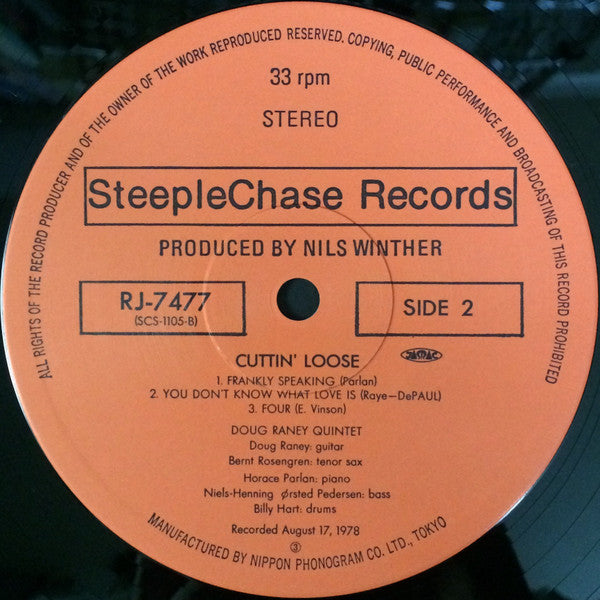 ALL RIGHTS OF THE RECORD PRODUCER AND OF THE OWNER OF THE WORK REPRODUCED RESERVED. COPYING, PUBLIC PERFORMANCE AND BROADCASTING OF THIS RECORD PROHIBITED
33 rpm
STEREO
SteepleChase Records
PRODUCED BY NILS WINTHER
RJ-7477
(SCS-1105-B)
SIDE 2
CUTTIN' LOOSE
JASRAC
1. FRANKLY SPEAKING (Parlan)
2. YOU DON'T KNOW WHAT LOVE IS (Raye—DePAUL)
3. FOUR (E. Vinson)
DOUG RANEY QUINTET
Doug Raney: guitar
Bernt Rosengren: tenor sax
Horace Parlan: piano
Niels-Henning Ørsted Pedersen: bass
Billy Hart: drums
Recorded August 17, 1978
③
MANUFACTURED BY NIPPON PHONOGRAM CO. LTD., TOKYO